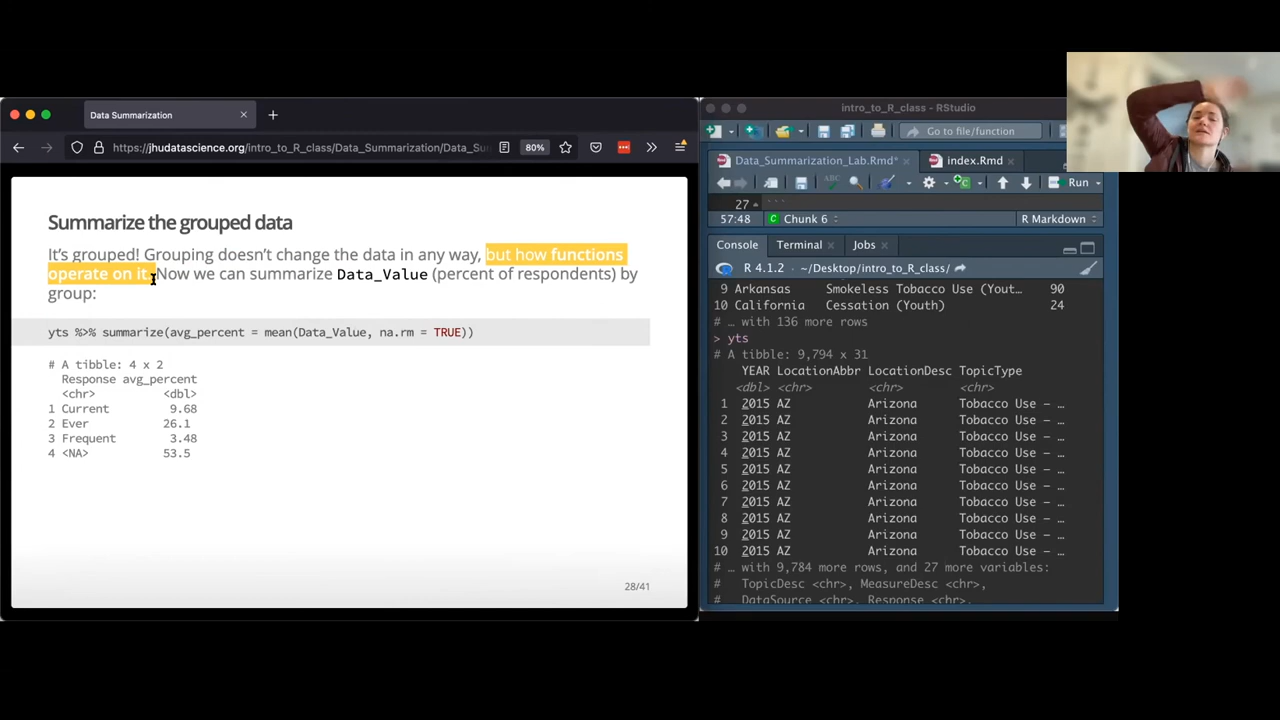 Data Summarization
https://jhudatascience.org/intro_to_R_class/Data_Summarization/Data_Su
80%
Summarize the grouped data
It's grouped! Grouping doesn't change the data in any way, but how functions
operate on it. Now we can summarize Data_Value (percent of respondents) by
group:
yts %>% summarize(avg_percent = mean(Data_Value, na.rm = TRUE))
# A tibble: 4 x 2
Response avg_percent
<chr> <dbl>
1 Current 9.68
2 Ever 26.1
3 Frequent 3.48
4 <NA> 53.5
28/41
intro_to_R_class - RStudio
Go to file/function
Data_Summarization_Lab.Rmd*
index.Rmd
ABC
Run
27 ```
57:48 Chunk 6 R Markdown
Console Terminal Jobs
R 4.1.2 · ~/Desktop/intro_to_R_class/
9 Arkansas Smokeless Tobacco Use (Yout… 90
10 California Cessation (Youth) 24
# … with 136 more rows
> yts
# A tibble: 9,794 x 31
YEAR LocationAbbr LocationDesc TopicType
<dbl> <chr> <chr> <chr>
1 2015 AZ Arizona Tobacco Use – …
2 2015 AZ Arizona Tobacco Use – …
3 2015 AZ Arizona Tobacco Use – …
4 2015 AZ Arizona Tobacco Use – …
5 2015 AZ Arizona Tobacco Use – …
6 2015 AZ Arizona Tobacco Use – …
7 2015 AZ Arizona Tobacco Use – …
8 2015 AZ Arizona Tobacco Use – …
9 2015 AZ Arizona Tobacco Use – …
10 2015 AZ Arizona Tobacco Use – …
# … with 9,784 more rows, and 27 more variables:
# TopicDesc <chr>, MeasureDesc <chr>,
# DataSource <chr>, Response <chr>,